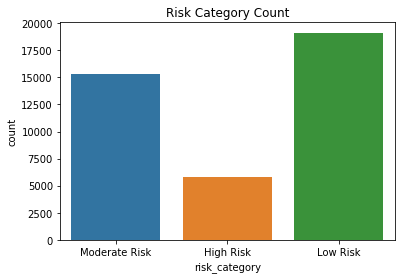 Risk Category Count
20000
17500
15000
12500
10000
7500
5000
2500
0
count
Moderate Risk
High Risk
Low Risk
risk_category